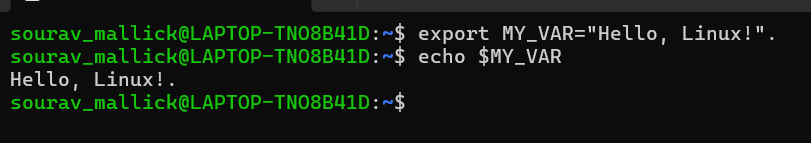 sourav_mallick@LAPTOP-TNO8B41D:~$ export MY_VAR="Hello, Linux!".
sourav_mallick@LAPTOP-TNO8B41D:~$ echo $MY_VAR
Hello, Linux!.
sourav_mallick@LAPTOP-TNO8B41D:~$